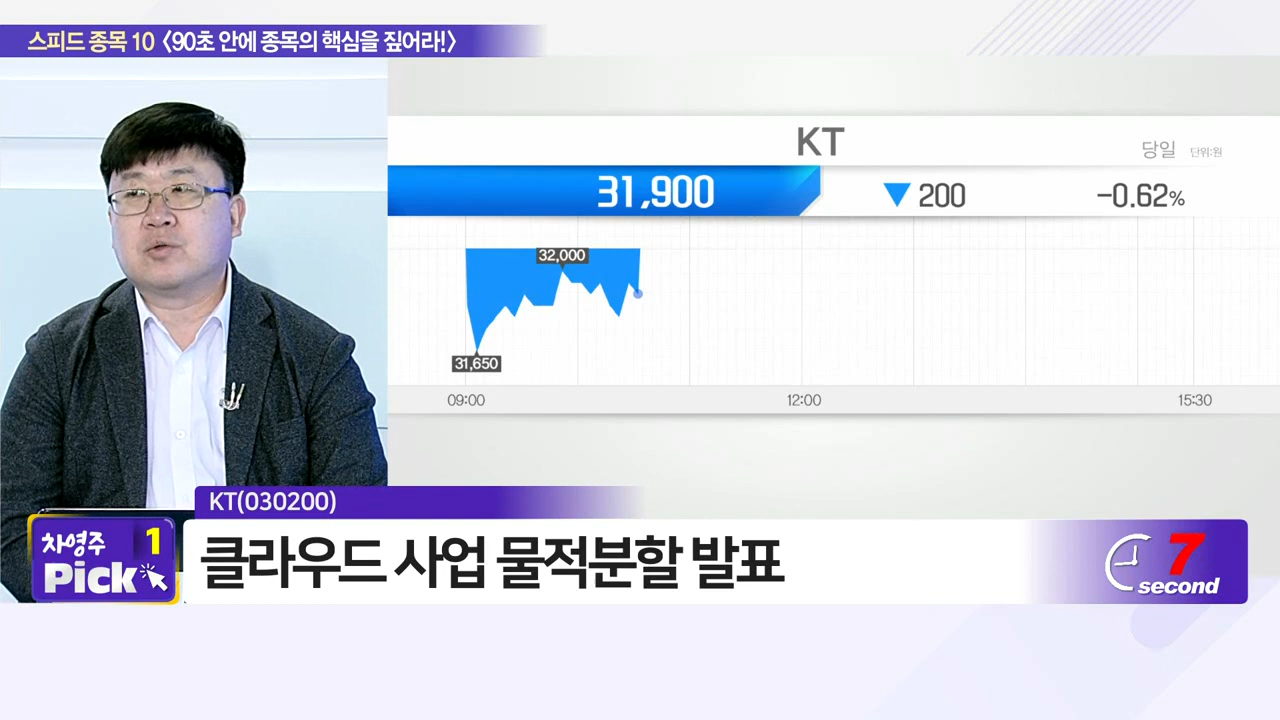 스피드 종목 10 〈90초 안에 종목의 핵심을 짚어라!〉
KT
당일 단위:원
31,900 ▼ 200 -0.62%
32,000
31,650
09:00 12:00 15:30
KT(030200)
차영주 1
Pick
클라우드 사업 물적분할 발표
7
second